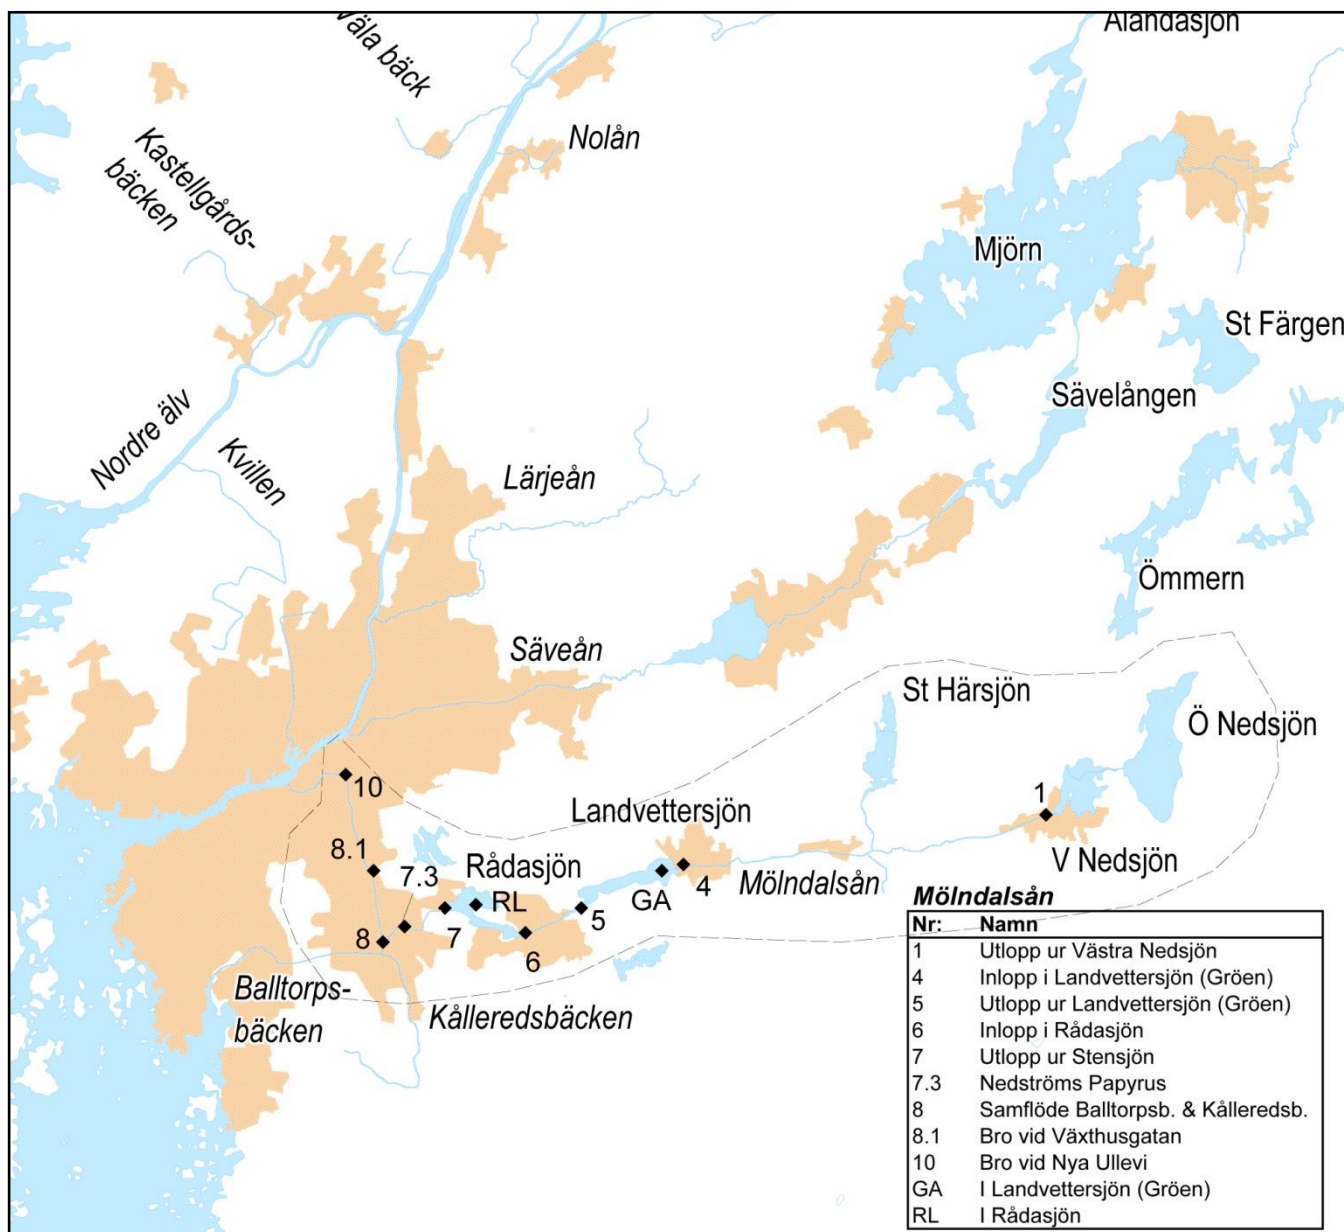 Ålandasjön
Väla bäck
Nolån
Kastellgårds-
bäcken
Mjörn
St Färgen
Sävelången
Nordre älv
Kvillen
Lärjeån
Ömmern
Säveån
St Härsjön
Ö Nedsjön
10
Landvettersjön
1
8.1
7.3
Rådasjön
V Nedsjön
RL
GA
4
Mölndalsån
5
8
7
6
Balltorps-
bäcken
Kålleredsbäcken
Mölndalsån
Nr: Namn
1 Utlopp ur Västra Nedsjön
4 Inlopp i Landvettersjön (Gröen)
5 Utlopp ur Landvettersjön (Gröen)
6 Inlopp i Rådasjön
7 Utlopp ur Stensjön
7.3 Nedströms Papyrus
8 Samflöde Balltorpsb. & Kålleredsb.
8.1 Bro vid Växthusgatan
10 Bro vid Nya Ullevi
GA I Landvettersjön (Gröen)
RL I Rådasjön